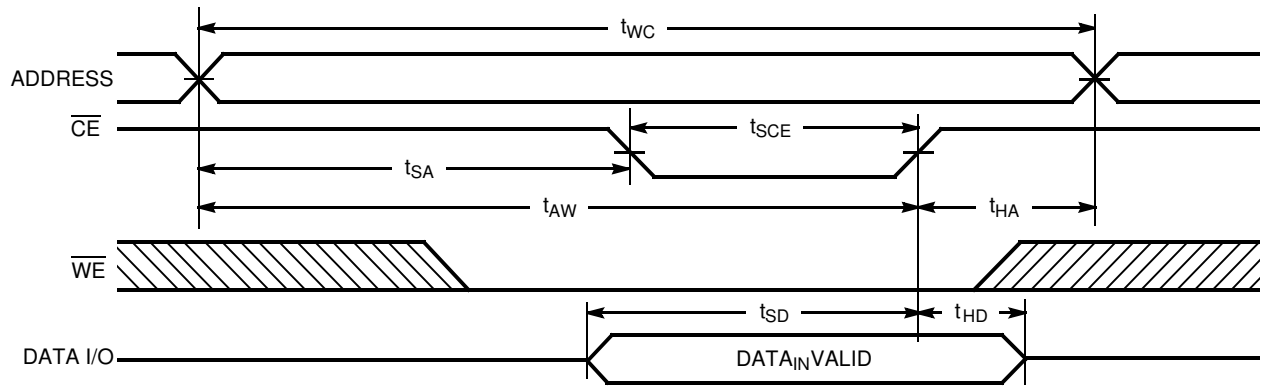 tWC
ADDRESS
CE
tSCE
tSA
tAW
tHA
WE
tSD
tHD
DATA I/O
DATAINVALID